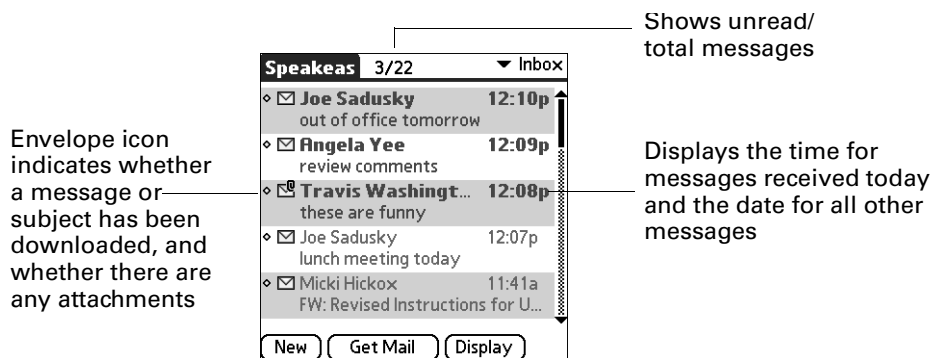 Shows unread/
total messages
Speakeas 3/22 Inbox
Joe Sadusky 12:10p
out of office tomorrow
Angela Yee 12:09p
review comments
Travis Washingt... 12:08p
these are funny
Joe Sadusky 12:07p
lunch meeting today
Micki Hickox 11:41a
FW: Revised Instructions for U...
New Get Mail Display
Envelope icon
indicates whether
a message or
subject has been
downloaded, and
whether there are
any attachments
Displays the time for
messages received today
and the date for all other
messages